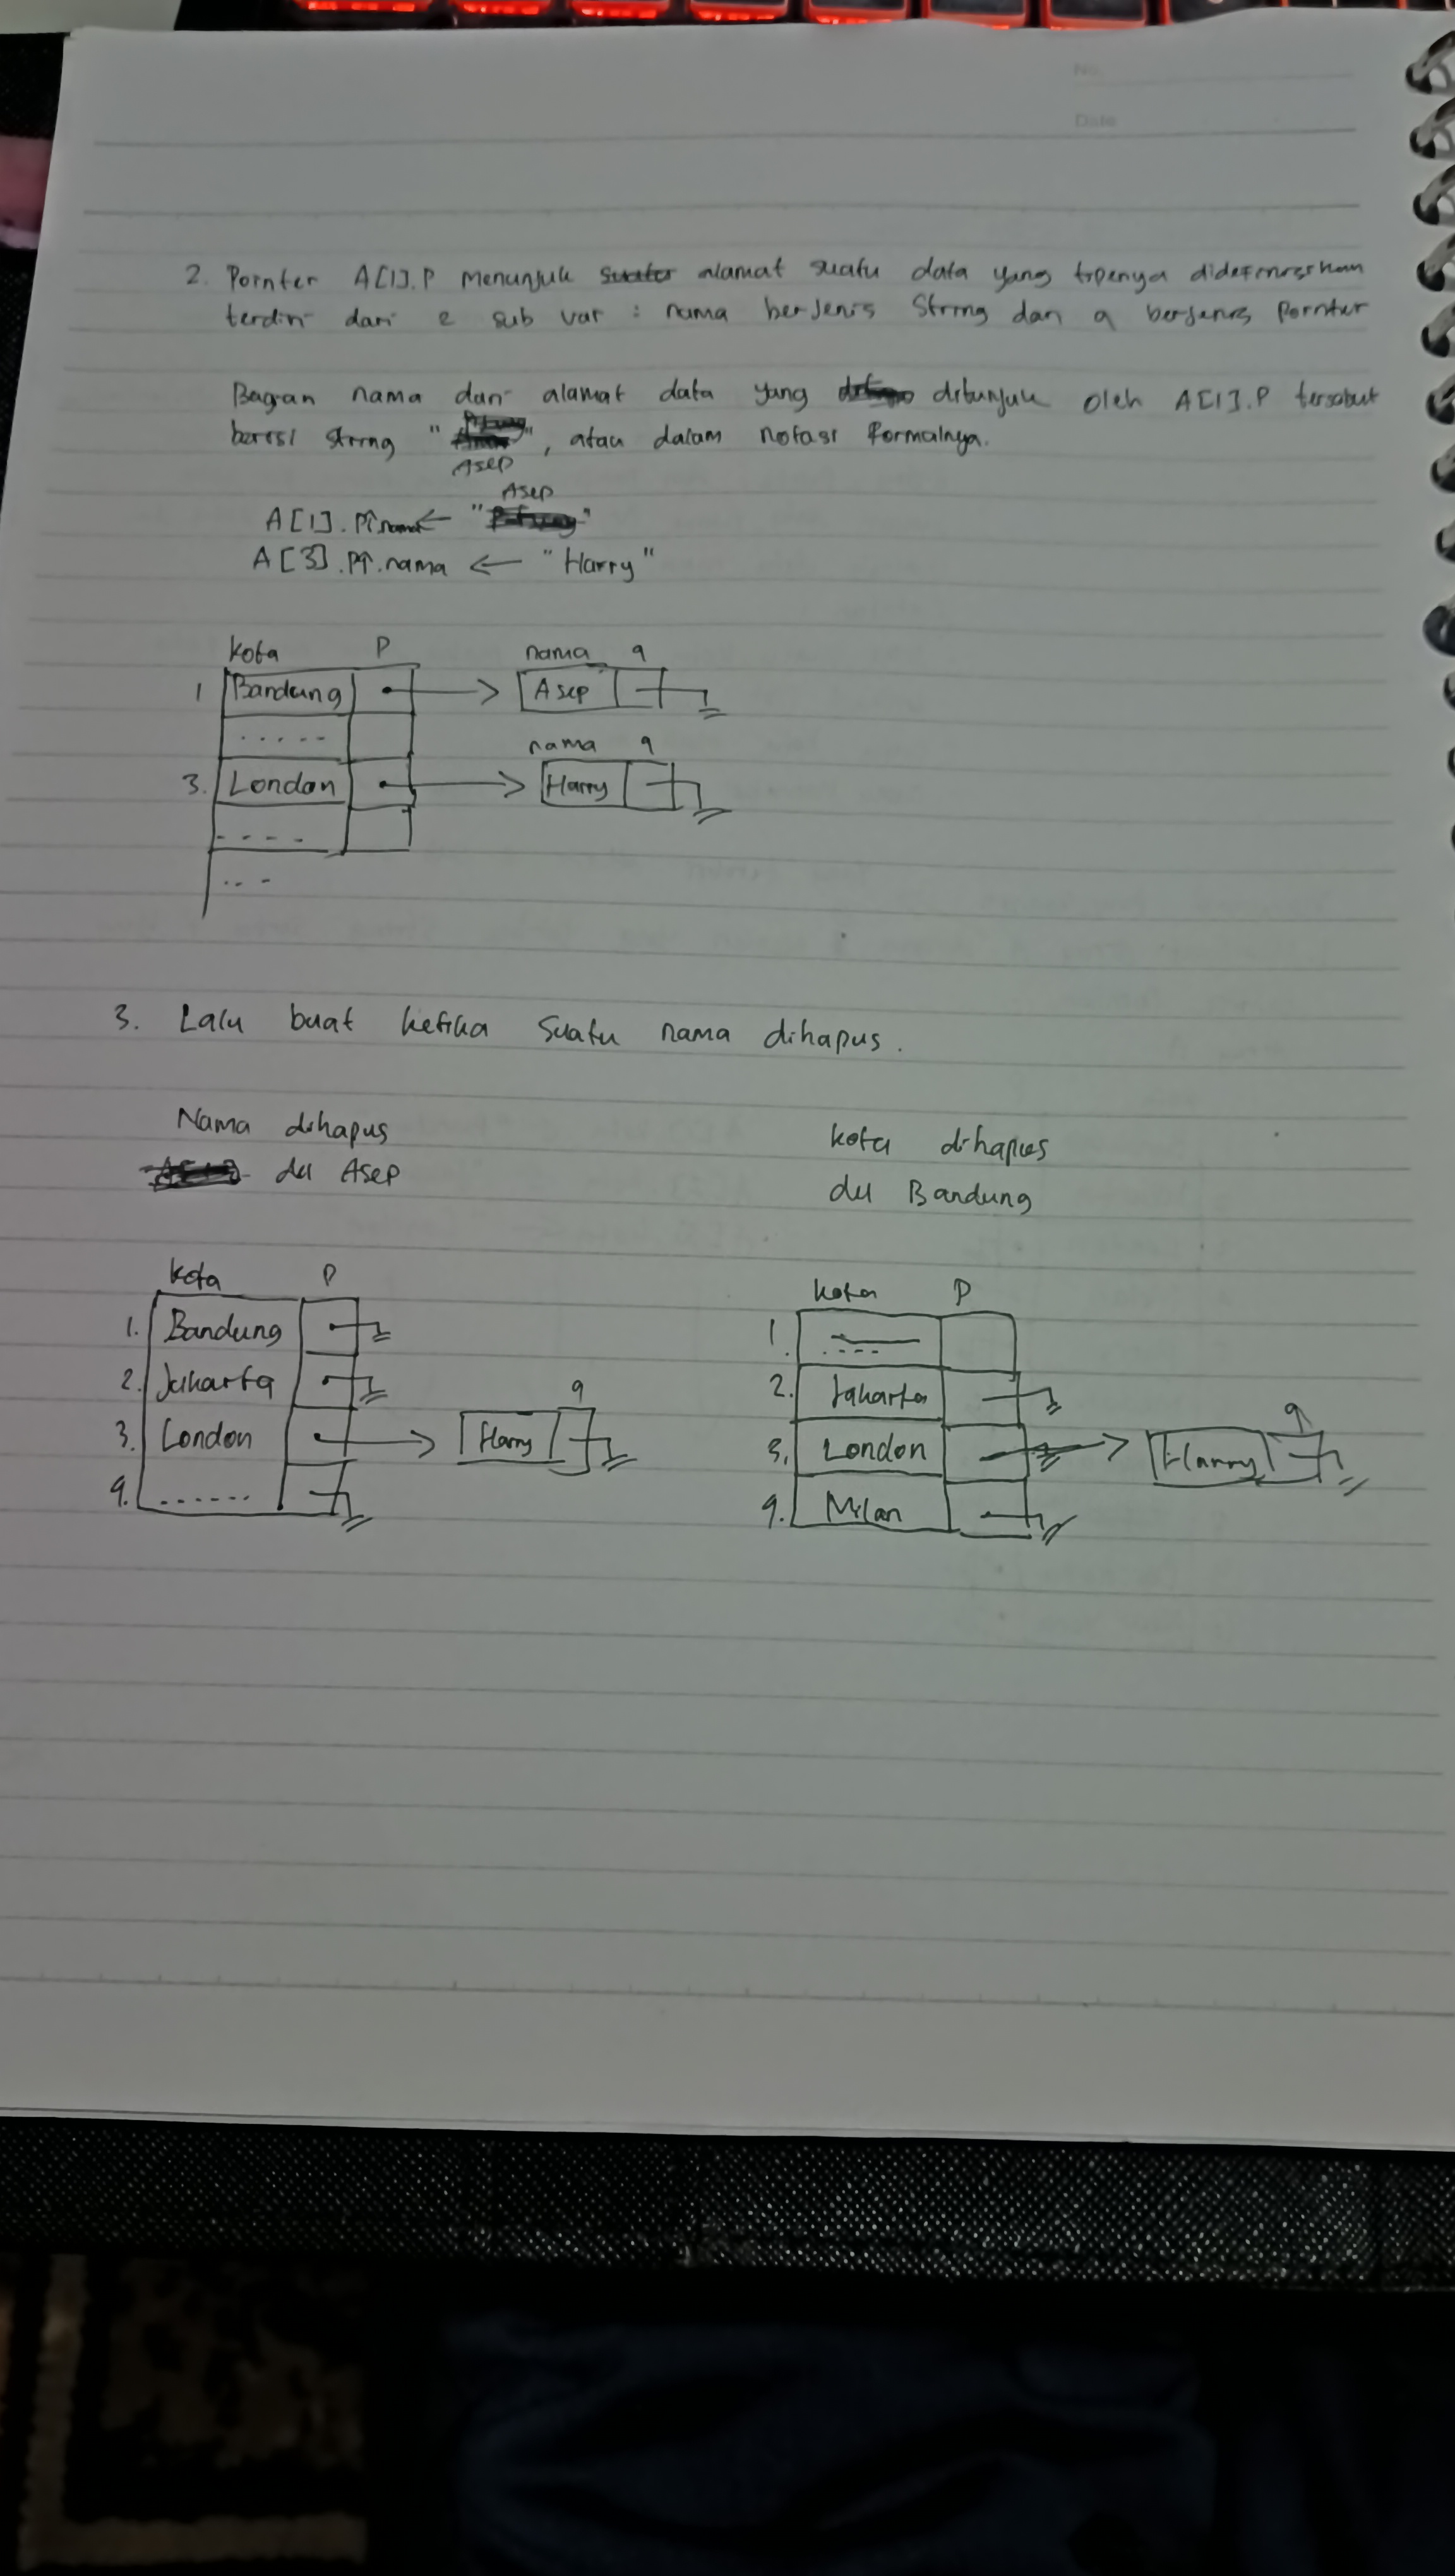 No.
Date
2. Pointer A[1].P menunjuk alamat suatu data yang tipenya didefinisikan
terdiri dari 2 sub var : nama berjenis String dan q berjenis Pointer
Bagian nama dari alamat data yang ditunjuk oleh A[1].P tersebut
berisi string " ", atau dalam notasi formalnya.
Asep
Asep
A[1].P↑.nama ← " "
A[3].P↑.nama ← "Harry"
kota P nama q
1 Bandung Asep
..... nama q
3. London Harry
- - - -
... -
3. Lalu buat ketika suatu nama dihapus.
Nama dihapus
del Asep
kota dihapus
del Bandung
kota P
1. Bandung
2. Jakarta q
3. London Harry
4. ......
kota P
1. ....
2. Jakarta q
3. London Harry
4. Milan